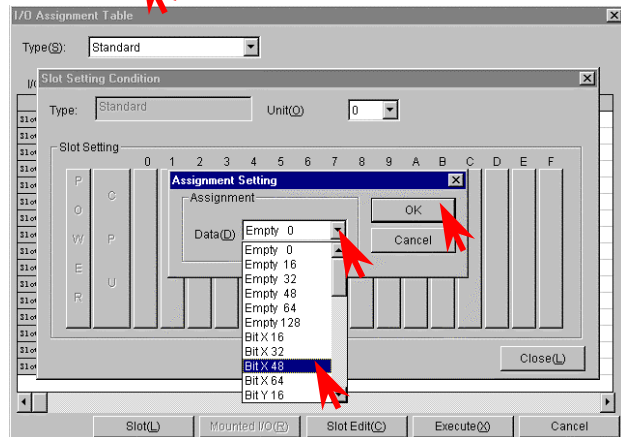 I/O Assignment Table
Type(S): Standard
I/O
Slot Setting Condition
Type: Standard Unit(O) 0
Slot Setting
0 1 2 3 4 5 6 7 8 9 A B C D E F
POWER
CPU
Assignment Setting
Assignment
Data(D) Empty 0
OK
Cancel
Empty 0
Empty 16
Empty 32
Empty 48
Empty 64
Empty 128
Bit X 16
Bit X 32
Bit X 48
Bit X 64
Bit Y 16
Close(L)
Slot(L) Mounted I/O(R) Slot Edit(C) Execute(X) Cancel